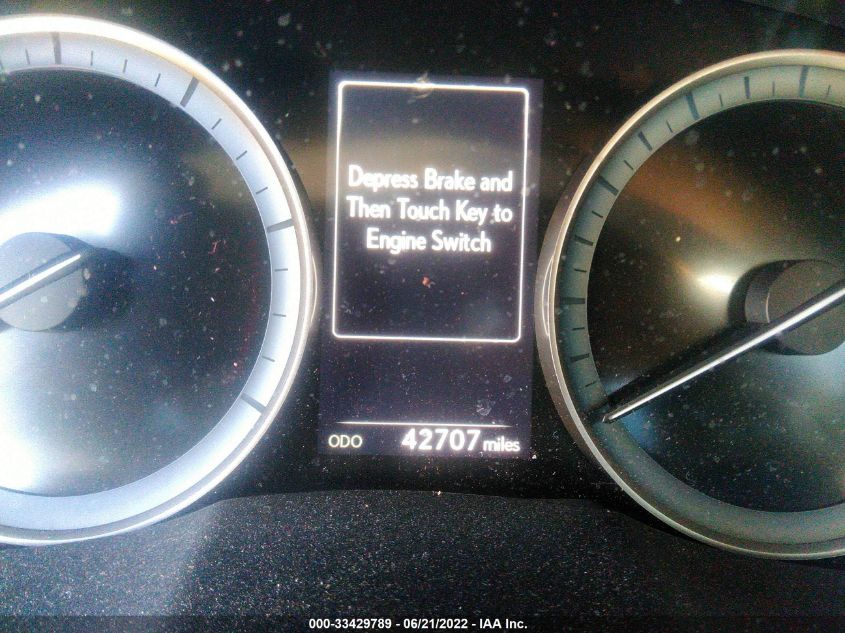 Depress Brake and
Then Touch Key to
Engine Switch
ODO 42707 miles
000-33429789 - 06/21/2022 - IAA Inc.